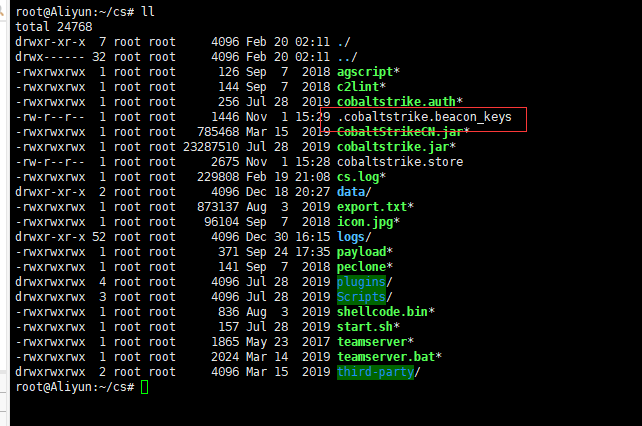 root@Aliyun:~/cs# ll
total 24768
drwxr-xr-x  7 root root     4096 Feb 20 02:11 ./
drwx------ 32 root root     4096 Feb 20 02:11 ../
-rwxrwxrwx  1 root root      126 Sep  7  2018 agscript*
-rwxrwxrwx  1 root root      144 Sep  7  2018 c2lint*
-rwxrwxrwx  1 root root      256 Jul 28  2019 cobaltstrike.auth*
-rw-r--r--  1 root root     1446 Nov  1 15:29 .cobaltstrike.beacon_keys
-rwxrwxrwx  1 root root   785468 Mar 15  2019 CobaltStrikeCN.jar*
-rwxrwxrwx  1 root root 23287510 Jul 28  2019 cobaltstrike.jar*
-rw-r--r--  1 root root     2675 Nov  1 15:28 cobaltstrike.store
-rwxrwxrwx  1 root root   229808 Feb 19 21:08 cs.log*
drwxr-xr-x  2 root root     4096 Dec 18 20:27 data/
-rwxrwxrwx  1 root root   873137 Aug  3  2019 export.txt*
-rwxrwxrwx  1 root root    96104 Sep  7  2018 icon.jpg*
drwxr-xr-x 52 root root     4096 Dec 30 16:15 logs/
-rwxrwxrwx  1 root root      371 Sep 24 17:35 payload*
-rwxrwxrwx  1 root root      141 Sep  7  2018 peclone*
drwxrwxrwx  4 root root     4096 Jul 28  2019 plugins/
drwxrwxrwx  3 root root     4096 Jul 28  2019 Scripts/
-rwxrwxrwx  1 root root      836 Aug  3  2019 shellcode.bin*
-rwxrwxrwx  1 root root      157 Jul 28  2019 start.sh*
-rwxrwxrwx  1 root root     1865 May 23  2017 teamserver*
-rwxrwxrwx  1 root root     2024 Mar 14  2019 teamserver.bat*
drwxrwxrwx  2 root root     4096 Mar 15  2019 third-party/
root@Aliyun:~/cs#